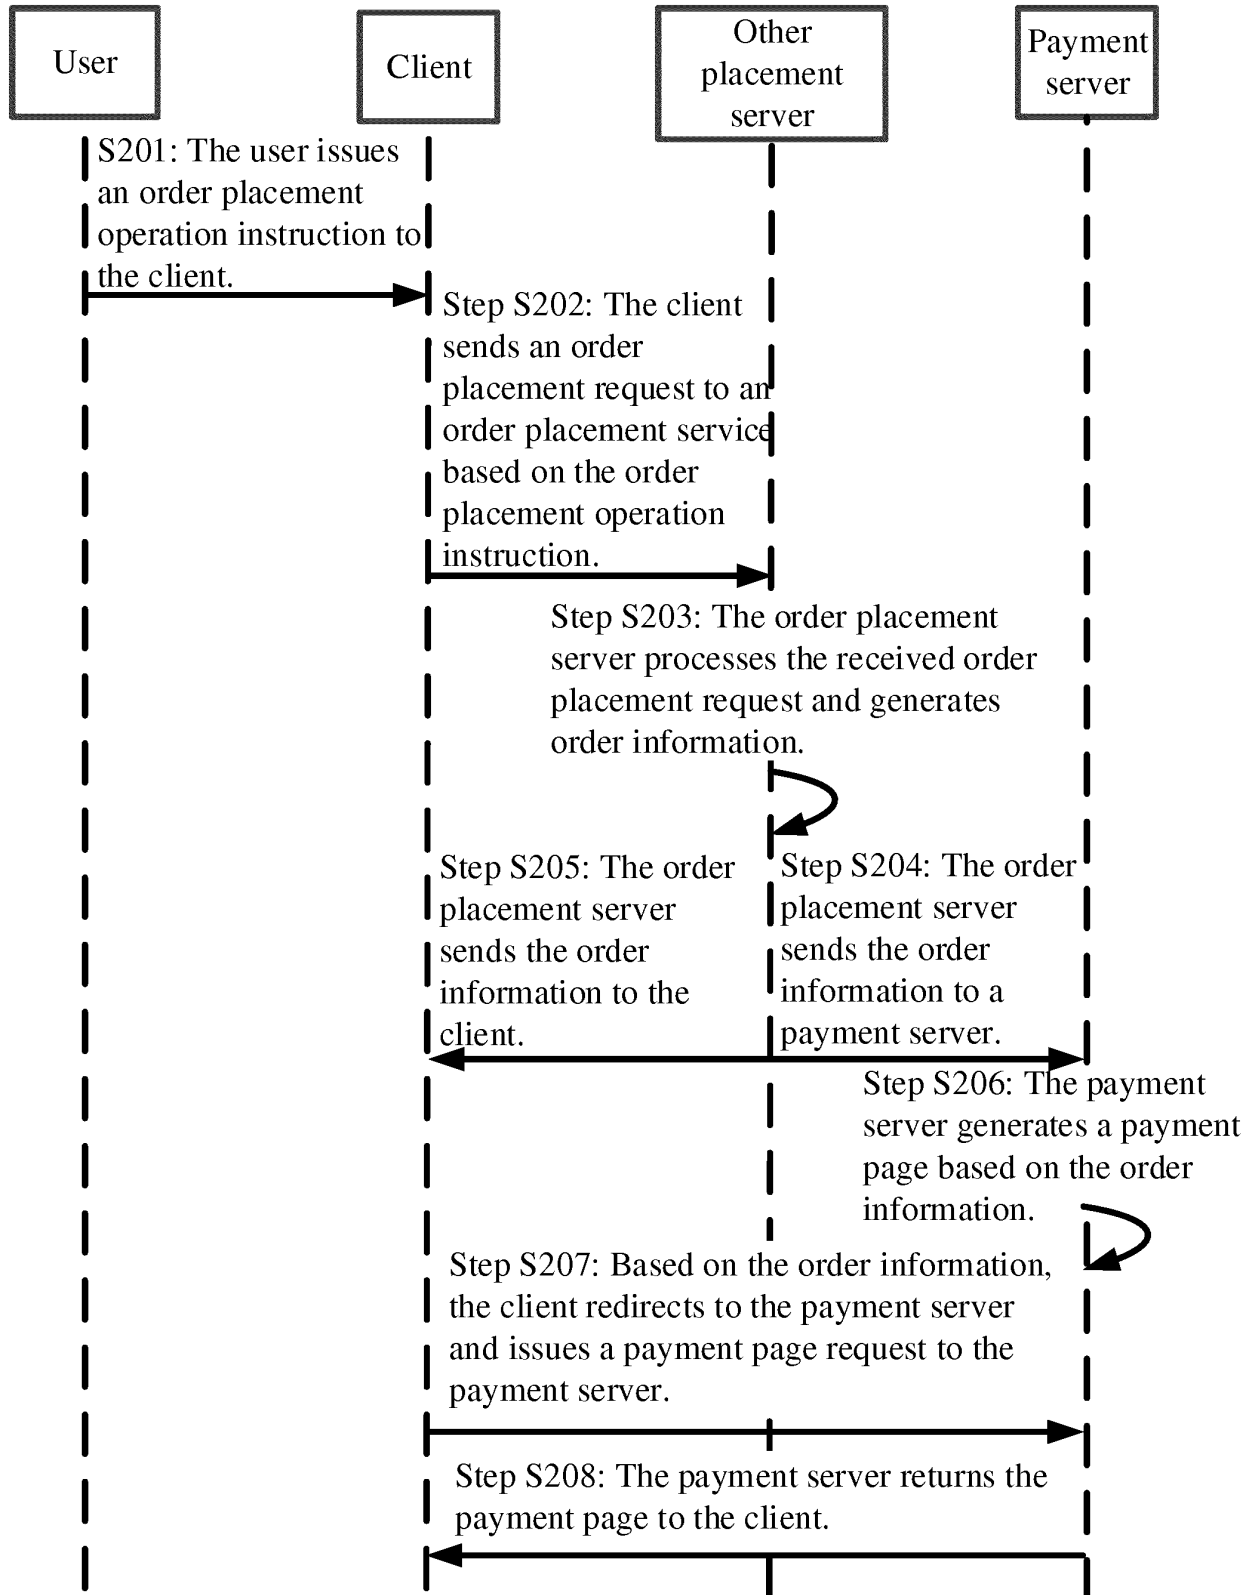 User
Client
Other
placement
server
Payment
server
S201: The user issues
an order placement
operation instruction to
the client.
Step S202: The client
sends an order
placement request to an
order placement service
based on the order
placement operation
instruction.
Step S203: The order placement
server processes the received order
placement request and generates
order information.
Step S205: The order
placement server
sends the order
information to the
client.
Step S204: The order
placement server
sends the order
information to a
payment server.
Step S206: The payment
server generates a payment
page based on the order
information.
Step S207: Based on the order information,
the client redirects to the payment server
and issues a payment page request to the
payment server.
Step S208: The payment server returns the
payment page to the client.